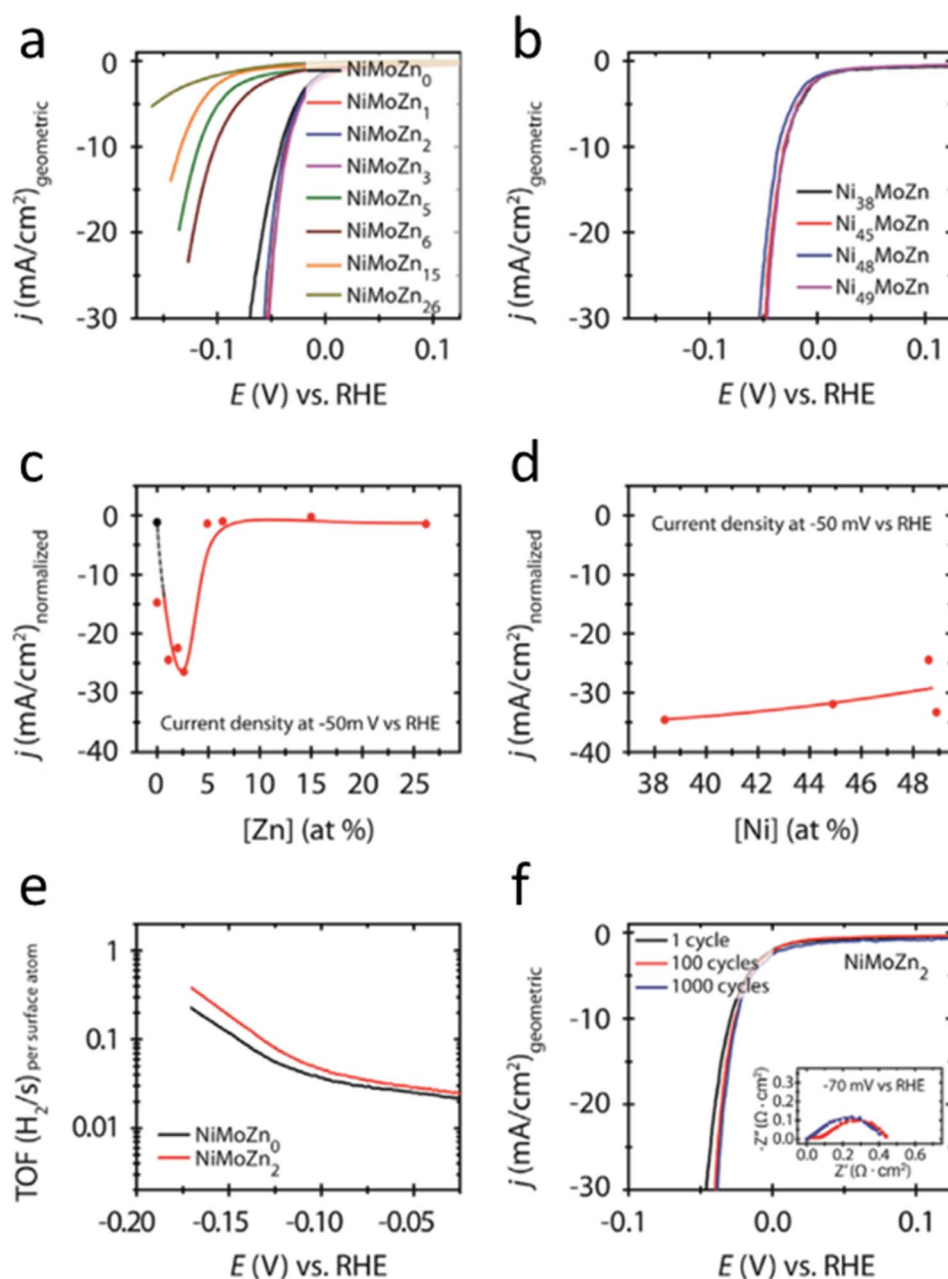 a
0
-10
-20
-30
j (mA/cm²)geometric
NiMoZn₀
NiMoZn₁
NiMoZn₂
NiMoZn₃
NiMoZn₅
NiMoZn₆
NiMoZn₁₅
NiMoZn₂₆
-0.1 0.0 0.1
E (V) vs. RHE
b
0
-10
-20
-30
j (mA/cm²)geometric
Ni₃₈MoZn
Ni₄₅MoZn
Ni₄₈MoZn
Ni₄₉MoZn
-0.1 0.0 0.1
E (V) vs. RHE
c
0
-10
-20
-30
-40
j (mA/cm²)normalized
Current density at -50m V vs RHE
0 5 10 15 20 25
[Zn] (at %)
d
0
-10
-20
-30
-40
j (mA/cm²)normalized
Current density at -50 mV vs RHE
38 40 42 44 46 48
[Ni] (at %)
e
1
0.1
0.01
TOF (H₂/s) per surface atom
NiMoZn₀
NiMoZn₂
-0.20 -0.15 -0.10 -0.05
E (V) vs. RHE
f
0
-10
-20
-30
j (mA/cm²)geometric
1 cycle
100 cycles
1000 cycles
NiMoZn₂
-70 mV vs RHE
0.3
0.2
0.1
0.0
-Z" (Ω · cm²)
0.0 0.2 0.4 0.6
Z' (Ω · cm²)
-0.1 0.0 0.1
E (V) vs. RHE